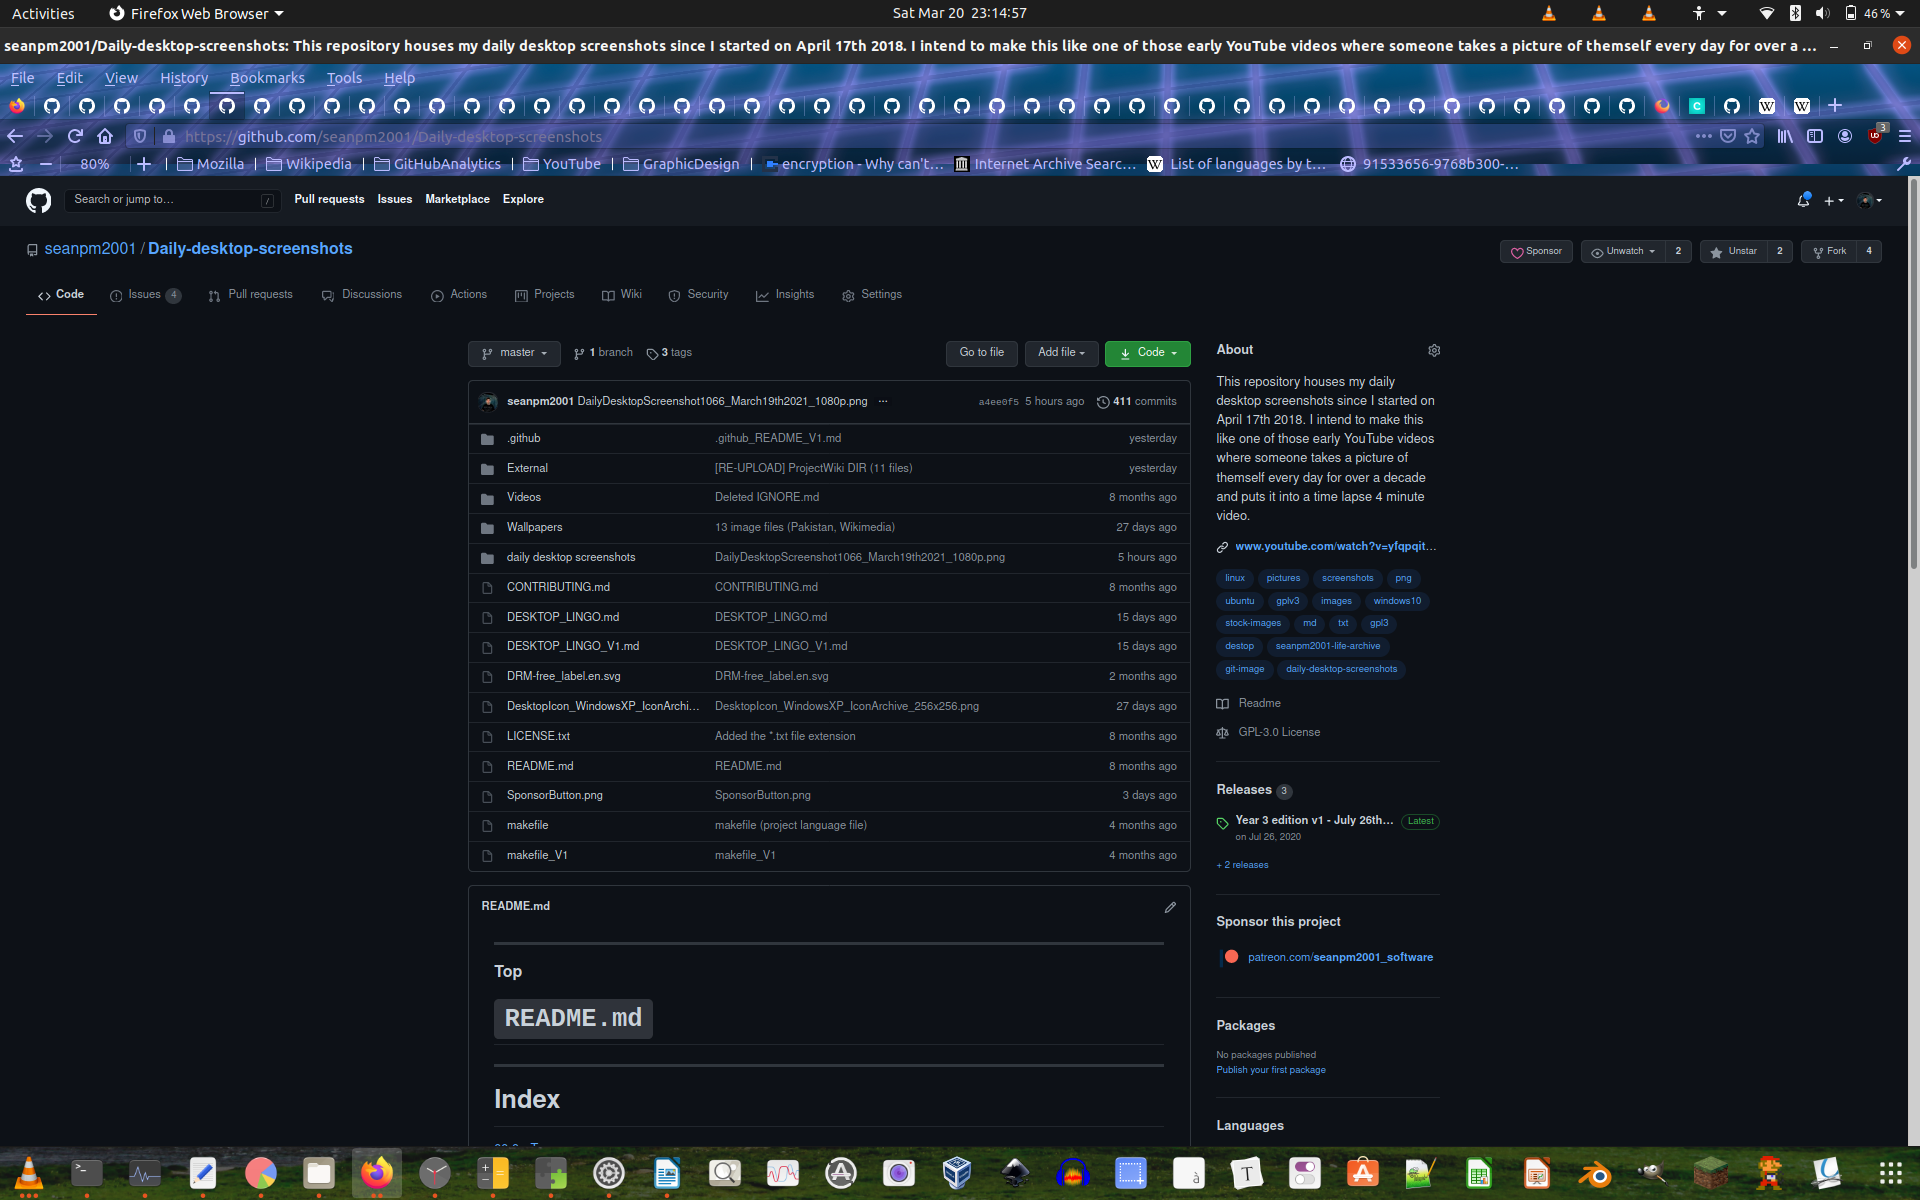 Activities Firefox Web Browser Sat Mar 20 23:14:57 46 %
seanpm2001/Daily-desktop-screenshots: This repository houses my daily desktop screenshots since I started on April 17th 2018. I intend to make this like one of those early YouTube videos where someone takes a picture of themself every day for over a ...
File Edit View History Bookmarks Tools Help
https://github.com/seanpm2001/Daily-desktop-screenshots 3
80% Mozilla Wikipedia GitHubAnalytics YouTube GraphicDesign encryption - Why can't... Internet Archive Searc... List of languages by t... 91533656-9768b300-...
Search or jump to... / Pull requests Issues Marketplace Explore
seanpm2001 / Daily-desktop-screenshots
Sponsor Unwatch 2 Unstar 2 Fork 4
Code Issues 4 Pull requests Discussions Actions Projects Wiki Security Insights Settings
master 1 branch 3 tags Go to file Add file Code
seanpm2001 DailyDesktopScreenshot1066_March19th2021_1080p.png ... a4ee0f5 5 hours ago 411 commits
.github .github_README_V1.md yesterday
External [RE-UPLOAD] ProjectWiki DIR (11 files) yesterday
Videos Deleted IGNORE.md 8 months ago
Wallpapers 13 image files (Pakistan, Wikimedia) 27 days ago
daily desktop screenshots DailyDesktopScreenshot1066_March19th2021_1080p.png 5 hours ago
CONTRIBUTING.md CONTRIBUTING.md 8 months ago
DESKTOP_LINGO.md DESKTOP_LINGO.md 15 days ago
DESKTOP_LINGO_V1.md DESKTOP_LINGO_V1.md 15 days ago
DRM-free_label.en.svg DRM-free_label.en.svg 2 months ago
DesktopIcon_WindowsXP_IconArchi... DesktopIcon_WindowsXP_IconArchive_256x256.png 27 days ago
LICENSE.txt Added the *.txt file extension 8 months ago
README.md README.md 8 months ago
SponsorButton.png SponsorButton.png 3 days ago
makefile makefile (project language file) 4 months ago
makefile_V1 makefile_V1 4 months ago
README.md
Top
README.md
Index
About
This repository houses my daily
desktop screenshots since I started on
April 17th 2018. I intend to make this
like one of those early YouTube videos
where someone takes a picture of
themself every day for over a decade
and puts it into a time lapse 4 minute
video.
www.youtube.com/watch?v=yfqpqit...
linux pictures screenshots png
ubuntu gplv3 images windows10
stock-images md txt gpl3
destop seanpm2001-life-archive
git-image daily-desktop-screenshots
Readme
GPL-3.0 License
Releases 3
Year 3 edition v1 - July 26th... Latest
on Jul 26, 2020
+ 2 releases
Sponsor this project
patreon.com/seanpm2001_software
Packages
No packages published
Publish your first package
Languages